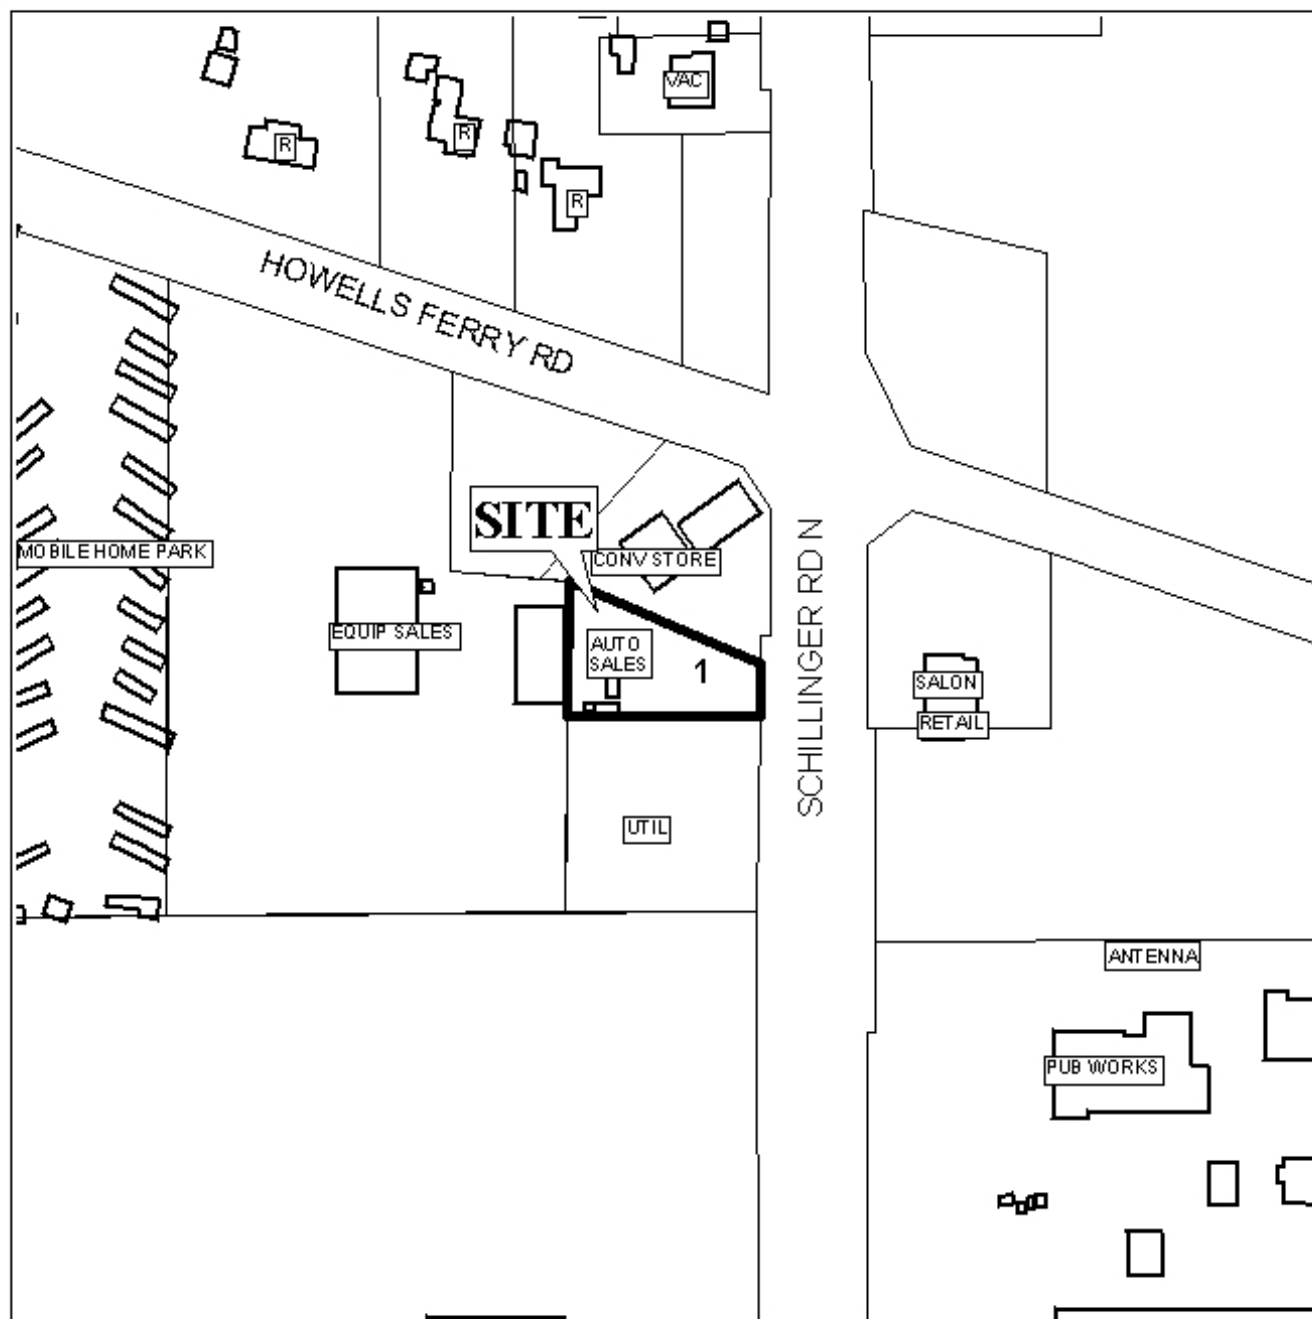 VAC
R
R
R
HOWELLS FERRY RD
SITE
MOBILE HOME PARK
CONV STORE
EQUIP SALES
AUTO
SALES
1
SCHILLINGER RD N
SALON
RETAIL
UTIL
ANTENNA
PUB WORKS